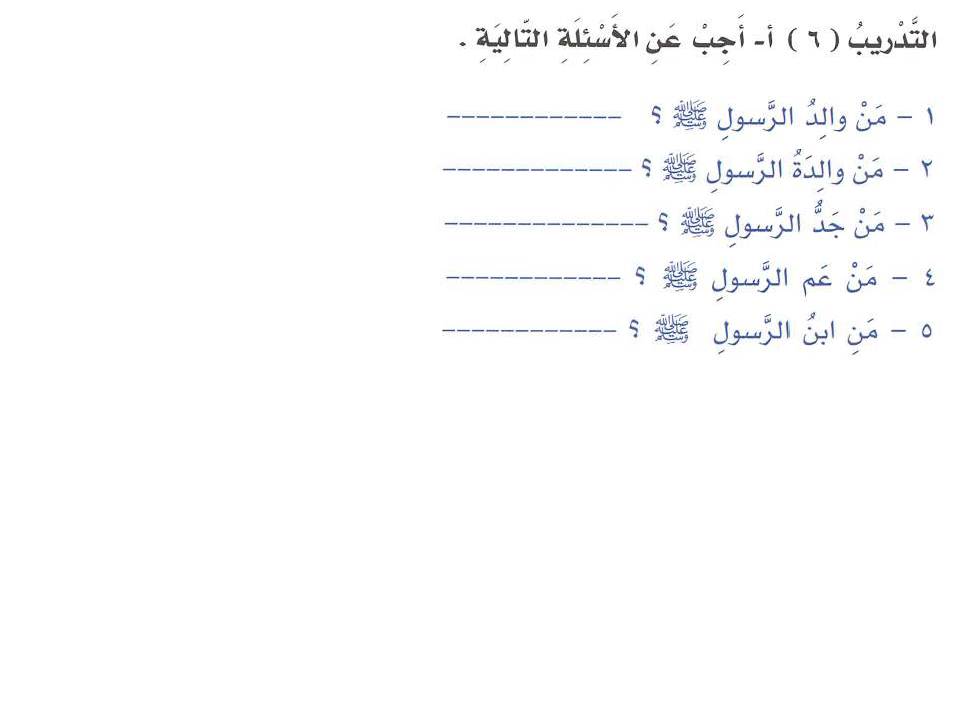 التَّدْريبُ ( ٦ ) أ- أَجِبْ عَنِ الأَسْئِلَةِ التّالِيَةِ .
١ – مَنْ والِدُ الرَّسولِ ﷺ ؟ ------------
٢ – مَنْ والِدَةُ الرَّسولِ ﷺ ؟ -------------
٣ – مَنْ جَدُّ الرَّسولِ ﷺ ؟ --------------
٤ – مَنْ عَم الرَّسولِ ﷺ ؟ ------------
٥ – مَنِ ابنُ الرَّسولِ ﷺ ؟ ------------